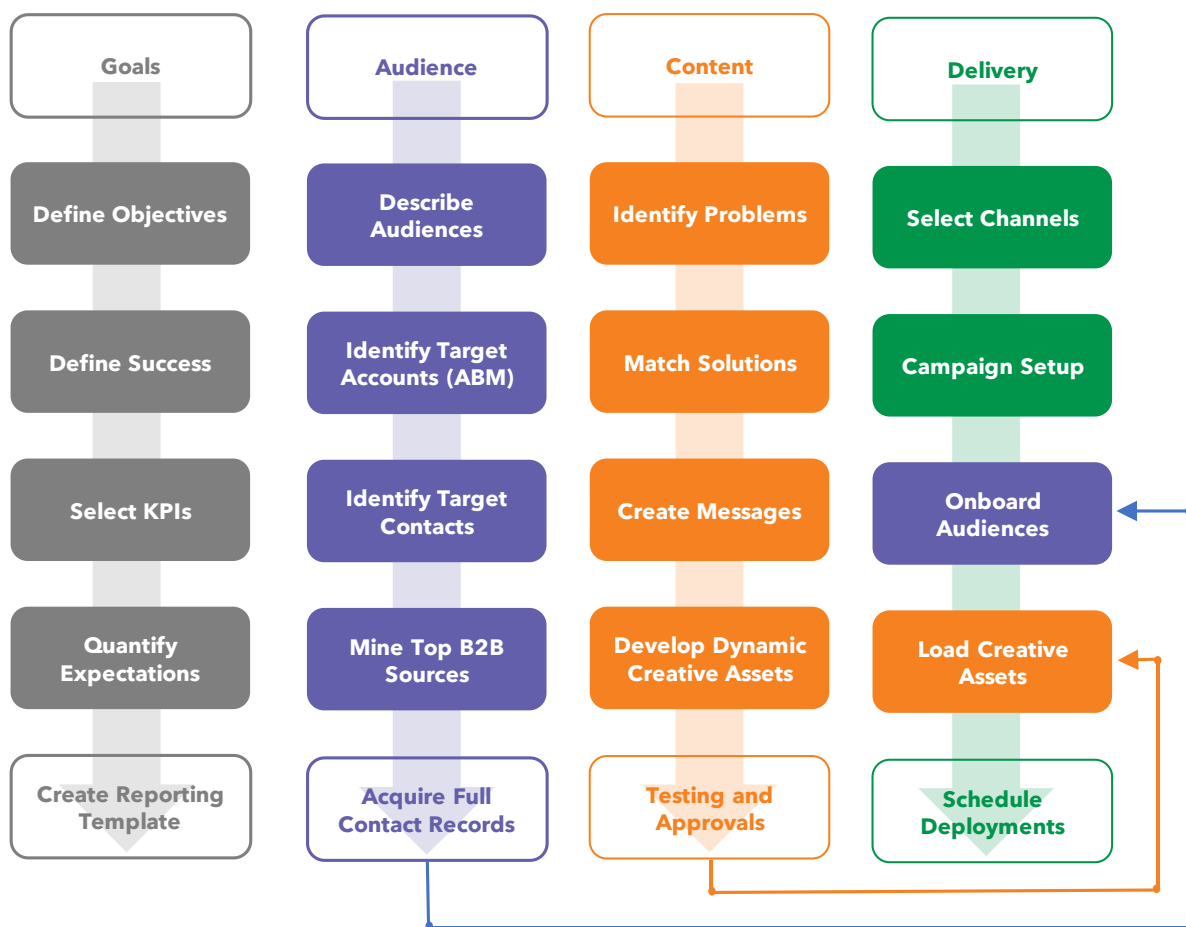 Goals
Define Objectives
Define Success
Select KPIs
Quantify
Expectations
Create Reporting
Template
Audience
Describe
Audiences
Identify Target
Accounts (ABM)
Identify Target
Contacts
Mine Top B2B
Sources
Acquire Full
Contact Records
Content
Identify Problems
Match Solutions
Create Messages
Develop Dynamic
Creative Assets
Testing and
Approvals
Delivery
Select Channels
Campaign Setup
Onboard
Audiences
Load Creative
Assets
Schedule
Deployments